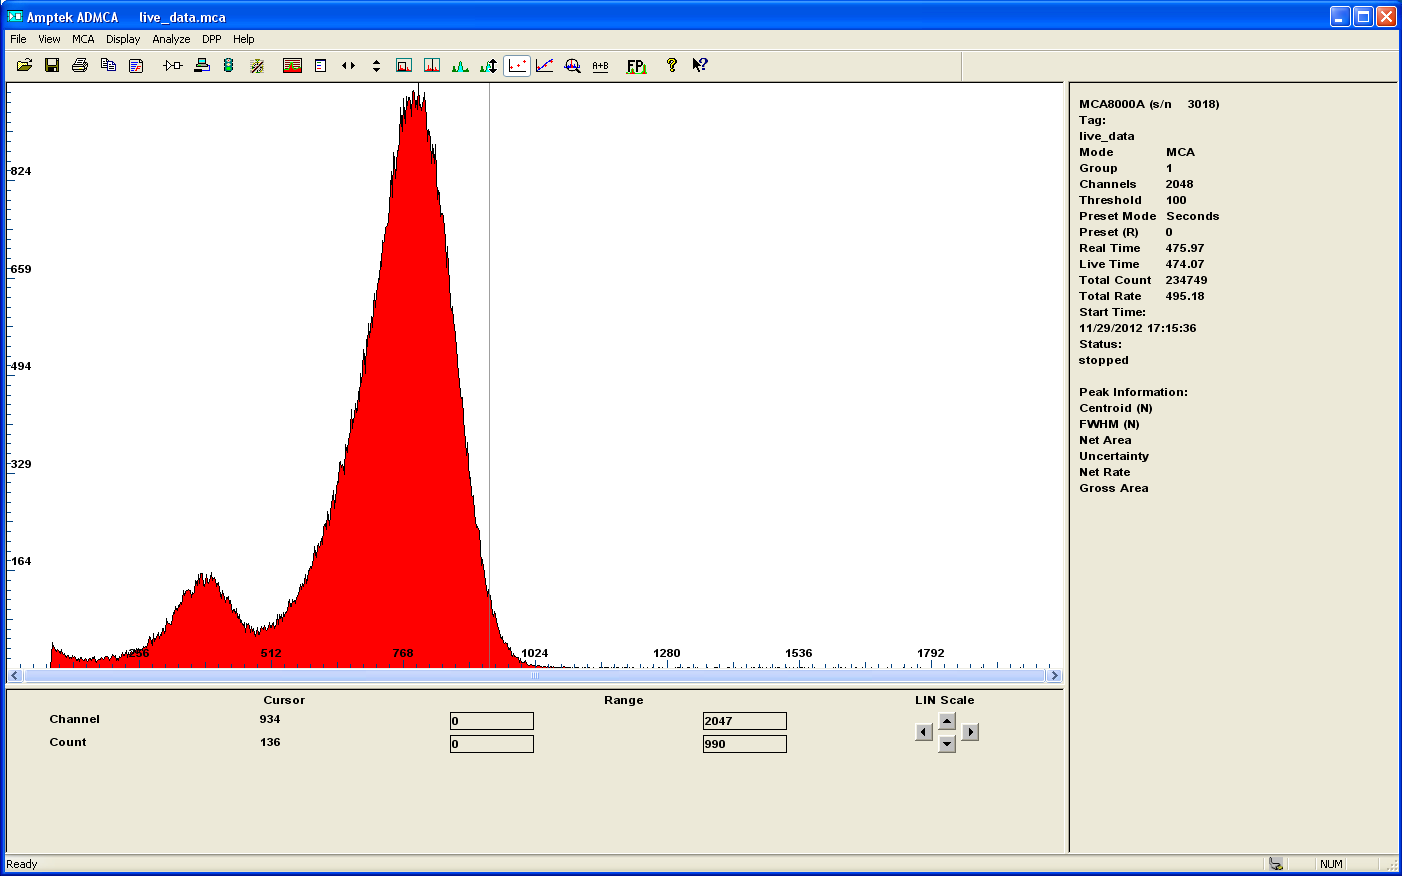 Amptek ADMCA live_data.mca
File View MCA Display Analyze DPP Help
A+B FP ? ?
824
659
494
329
164
256 512 768 1024 1280 1536 1792
MCA8000A (s/n 3018)
Tag:
live_data
Mode MCA
Group 1
Channels 2048
Threshold 100
Preset Mode Seconds
Preset (R) 0
Real Time 475.97
Live Time 474.07
Total Count 234749
Total Rate 495.18
Start Time:
11/29/2012 17:15:36
Status:
stopped
Peak Information:
Centroid (N)
FWHM (N)
Net Area
Uncertainty
Net Rate
Gross Area
Cursor Range LIN Scale
Channel 934 0 2047
Count 136 0 990
Ready NUM